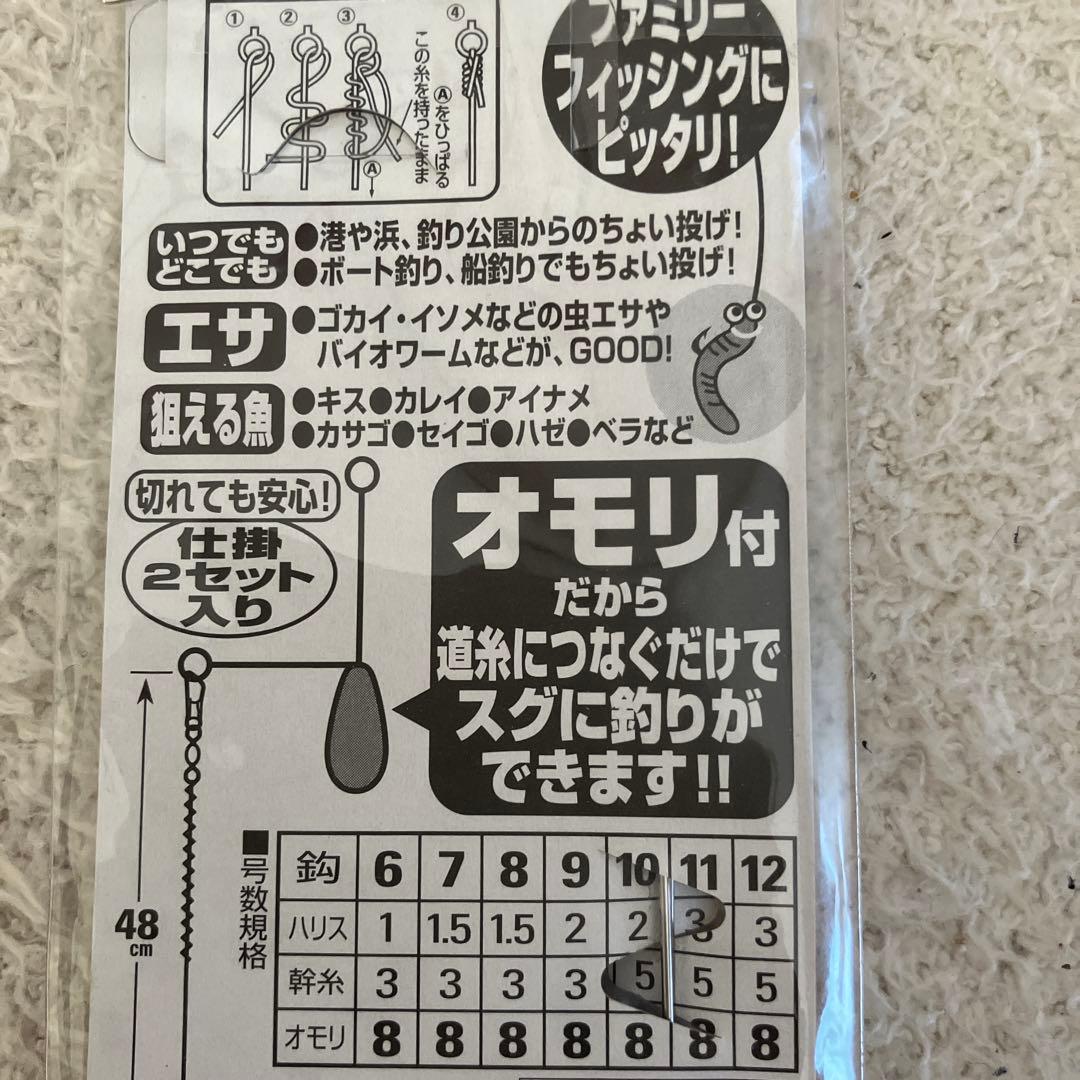 ① ② ③ ④
この糸を持ったまま
Ⓐをひっぱる
Ⓐ
ファミリー
フィッシングに
ピッタリ!
いつでも
どこでも
●港や浜、釣り公園からのちょい投げ!
●ボート釣り、船釣りでもちょい投げ!
エサ
●ゴカイ・イソメなどの虫エサや
バイオワームなどが、GOOD!
狙える魚
●キス●カレイ●アイナメ
●カサゴ●セイゴ●ハゼ●ベラなど
切れても安心!
仕掛
2セット
入り
オモリ付
だから
道糸につなぐだけで
スグに釣りが
できます!!
48cm
■号数規格
鈎 6 7 8 9 10 11 12
ハリス 1 1.5 1.5 2 2 3 3
幹糸 3 3 3 3 5 5 5
オモリ 8 8 8 8 8 8 8